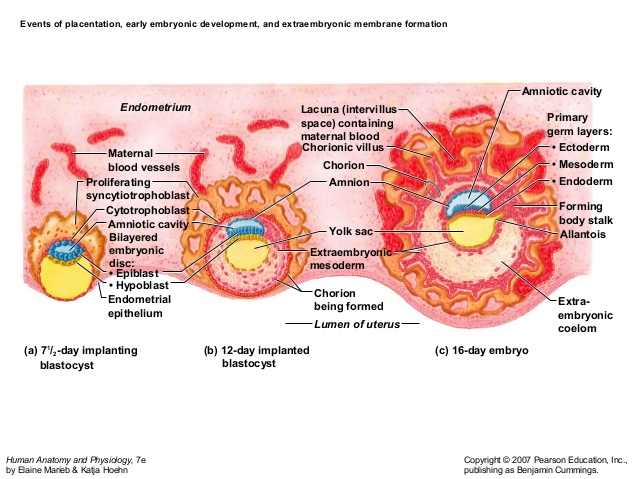 Events of placentation, early embryonic development, and extraembryonic membrane formation
Endometrium
Maternal
blood vessels
Proliferating
syncytiotrophoblast
Cytotrophoblast
Amniotic cavity
Bilayered
embryonic
disc:
• Epiblast
• Hypoblast
Endometrial
epithelium
Lacuna (intervillus
space) containing
maternal blood
Chorionic villus
Chorion
Amnion
Yolk sac
Extraembryonic
mesoderm
Chorion
being formed
Lumen of uterus
Amniotic cavity
Primary
germ layers:
• Ectoderm
• Mesoderm
• Endoderm
Forming
body stalk
Allantois
Extra-
embryonic
coelom
(a) 7 1/2-day implanting
blastocyst
(b) 12-day implanted
blastocyst
(c) 16-day embryo
Human Anatomy and Physiology, 7e
by Elaine Marieb & Katja Hoehn
Copyright © 2007 Pearson Education, Inc.,
publishing as Benjamin Cummings.